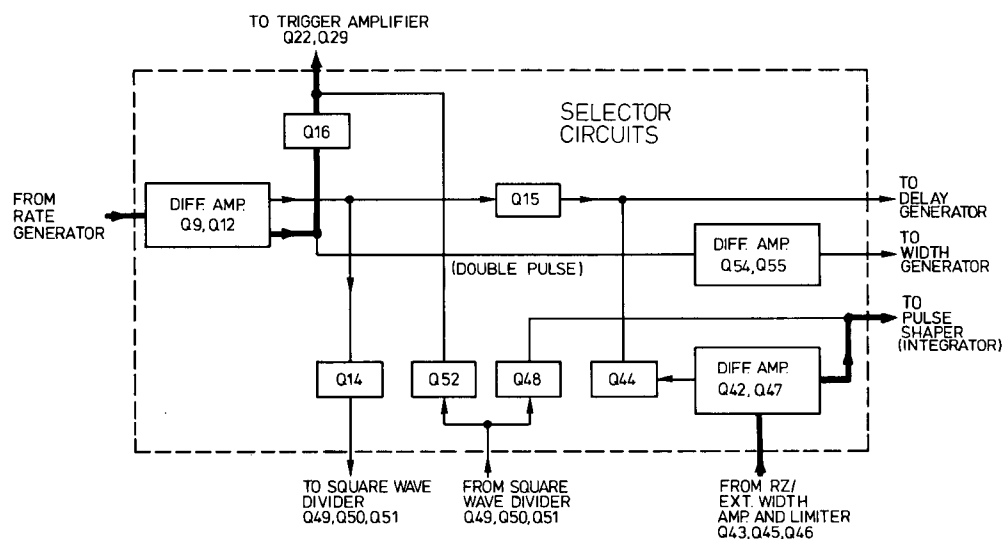 TO TRIGGER AMPLIFIER
Q22,Q29
SELECTOR
CIRCUITS
Q16
FROM
RATE
GENERATOR
DIFF. AMP.
Q9,Q12
Q15
TO
DELAY
GENERATOR
(DOUBLE PULSE)
DIFF. AMP.
Q54,Q55
TO
WIDTH
GENERATOR
TO
PULSE
SHAPER
(INTEGRATOR)
Q14
Q52
Q48
Q44
DIFF. AMP.
Q42,Q47
TO SQUARE WAVE
DIVIDER
Q49,Q50,Q51
FROM SQUARE
WAVE DIVIDER
Q49,Q50,Q51
FROM RZ/
EXT. WIDTH
AMP. AND LIMITER
Q43,Q45,Q46